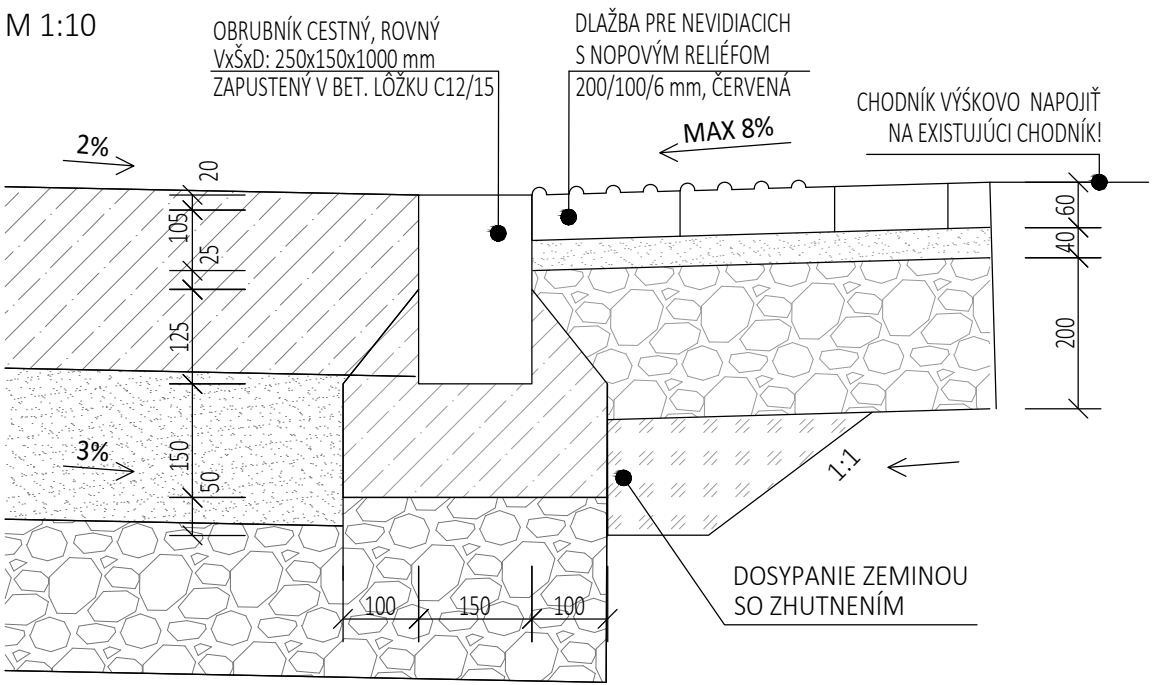 M 1:10
OBRUBNÍK CESTNÝ, ROVNÝ
VxŠxD: 250x150x1000 mm
ZAPUSTENÝ V BET. LÔŽKU C12/15
DLAŽBA PRE NEVIDIACICH
S NOPOVÝM RELIÉFOM
200/100/6 mm, ČERVENÁ
CHODNÍK VÝŠKOVO NAPOJIŤ
NA EXISTUJÚCI CHODNÍK!
2%
MAX 8%
20
105
25
125
150
50
3%
60
40
200
1:1
100
150
100
DOSYPANIE ZEMINOU
SO ZHUTNENÍM